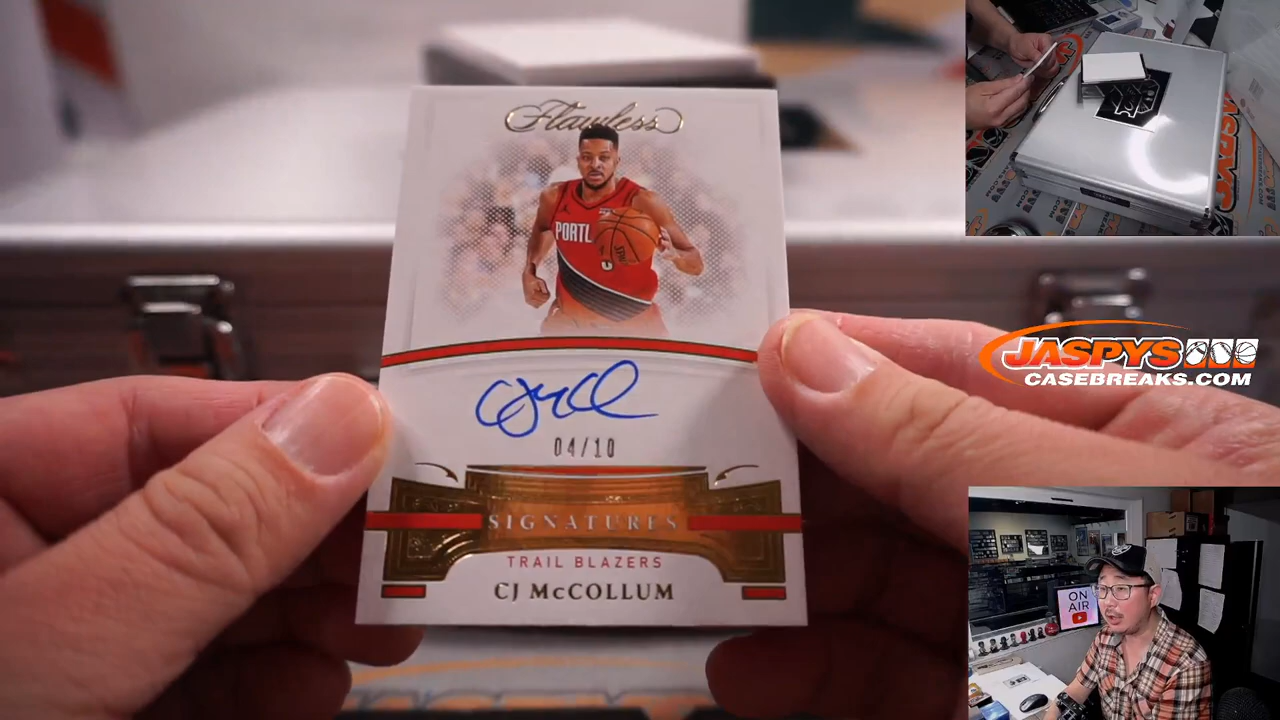 Flawless
PORTL
04/10
SIGNATURES
TRAIL BLAZERS
CJ McCOLLUM
JASPYS
CASEBREAKS.COM
ON
AIR